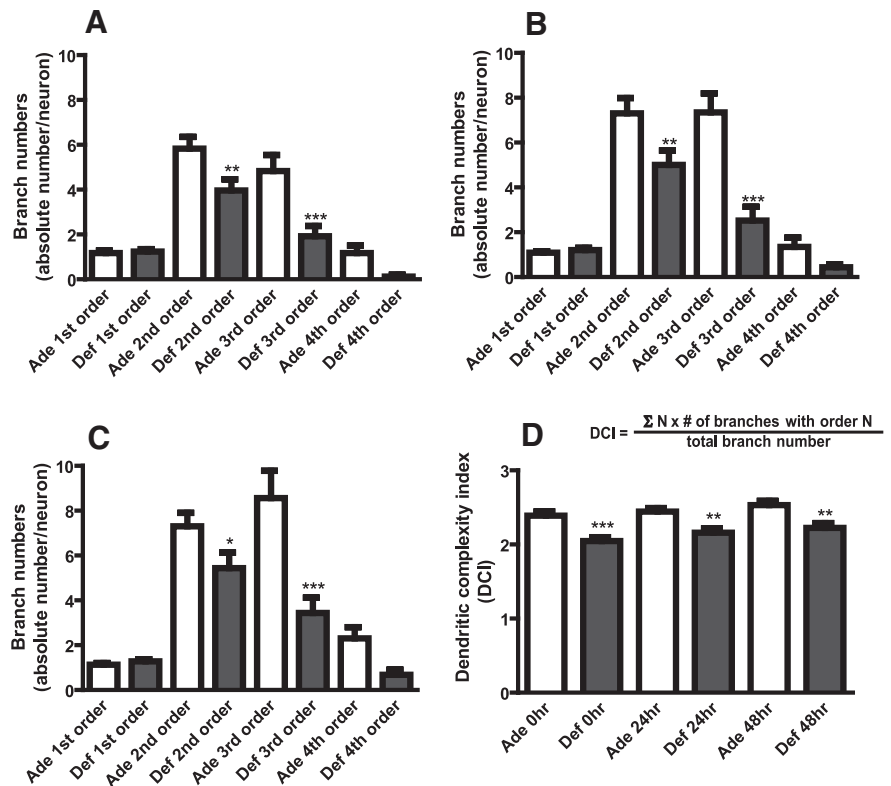 A
Branch numbers
(absolute number/neuron)
10
8
6
4
2
0
**
***
Ade 1st order
Def 1st order
Ade 2nd order
Def 2nd order
Ade 3rd order
Def 3rd order
Ade 4th order
Def 4th order
B
Branch numbers
(absolute number/neuron)
10
8
6
4
2
0
**
***
Ade 1st order
Def 1st order
Ade 2nd order
Def 2nd order
Ade 3rd order
Def 3rd order
Ade 4th order
Def 4th order
C
Branch numbers
(absolute number/neuron)
10
8
6
4
2
0
*
***
Ade 1st order
Def 1st order
Ade 2nd order
Def 2nd order
Ade 3rd order
Def 3rd order
Ade 4th order
Def 4th order
D
DCI = Σ N x # of branches with order N
total branch number
Dendritic complexity index
(DCI)
3
2
1
0
***
**
**
Ade 0hr
Def 0hr
Ade 24hr
Def 24hr
Ade 48hr
Def 48hr